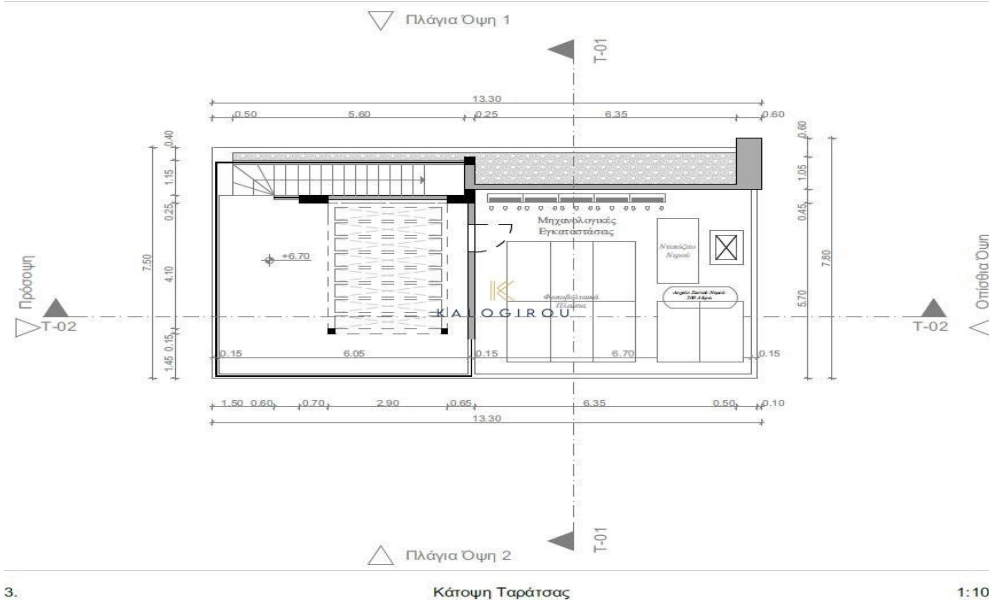 Πλάγια Όψη 1
T-01
13.30
0.50 5.60 0.25 6.35 0.60
0.40 1.15 0.25 4.10 0.15 1.45
7.50
0.60 1.05 0.45 5.70
7.80
Μηχανολογικές
Εγκαταστάσεις
Ντεπόζιτο
Νερού
+6.70
Φωτοβολταικά
Πλαίσια
KALOGIROU
Πρόσοψη
T-02
Οπίσθια Όψη
T-02
0.15 6.05 0.15 6.70 0.15
1.50 0.60 0.70 2.90 0.65 6.35 0.50 0.10
13.30
T-01
Πλάγια Όψη 2
3. Κάτοψη Ταράτσας 1:10